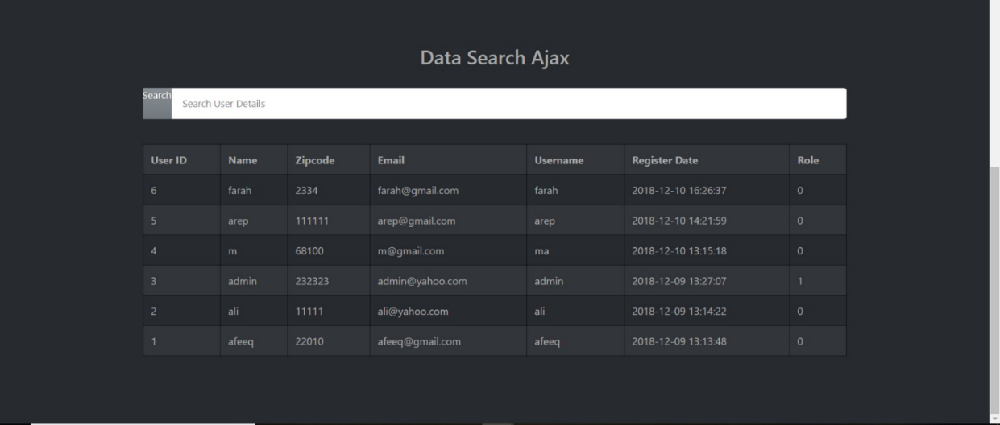 Data Search Ajax
Search Search User Details
User ID Name Zipcode Email Username Register Date Role
6 farah 2334 farah@gmail.com farah 2018-12-10 16:26:37 0
5 arep 111111 arep@gmail.com arep 2018-12-10 14:21:59 0
4 m 68100 m@gmail.com ma 2018-12-10 13:15:18 0
3 admin 232323 admin@yahoo.com admin 2018-12-09 13:27:07 1
2 ali 11111 ali@yahoo.com ali 2018-12-09 13:14:22 0
1 afeeq 22010 afeeq@gmail.com afeeq 2018-12-09 13:13:48 0